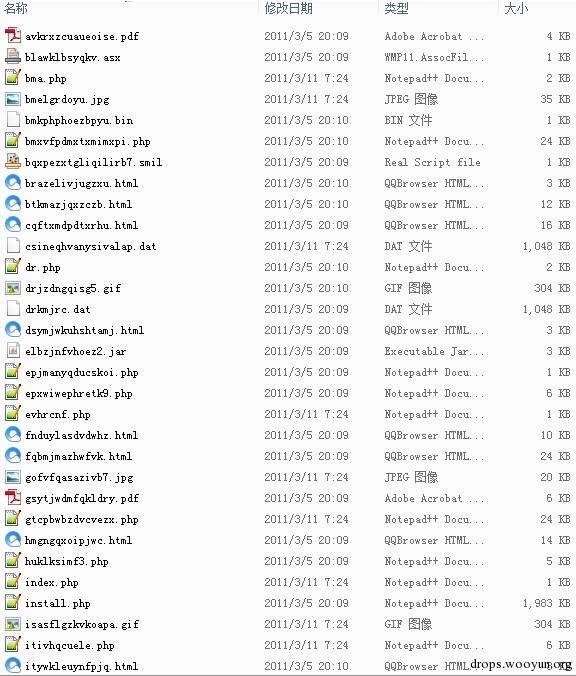 名称 修改日期 类型 大小
avkrxzcuaueoise.pdf 2011/3/5 20:09 Adobe Acrobat ... 4 KB
blawklbsyqkv.asx 2011/3/5 20:09 WMP11.AssocFil... 1 KB
bma.php 2011/3/11 7:24 Notepad++ Docu... 2 KB
bmelgrdoyu.jpg 2011/3/11 7:24 JPEG 图像 35 KB
bmkphphoezbpyu.bin 2011/3/5 20:10 BIN 文件 1 KB
bmxvfpdmxtxmimxpi.php 2011/3/5 20:10 Notepad++ Docu... 24 KB
bqxpezxtgliqilirb7.smil 2011/3/5 20:09 Real Script file 1 KB
brazelivjugzxu.html 2011/3/5 20:10 QQBrowser HTML... 3 KB
btkmazjqxzczb.html 2011/3/5 20:10 QQBrowser HTML... 12 KB
cqftxmdpdtxrhu.html 2011/3/5 20:09 QQBrowser HTML... 16 KB
csineqhvanysivalap.dat 2011/3/11 7:24 DAT 文件 1,048 KB
dr.php 2011/3/5 20:10 Notepad++ Docu... 2 KB
drjzdngqisg5.gif 2011/3/5 20:10 GIF 图像 304 KB
drkmjrc.dat 2011/3/5 20:09 DAT 文件 1,048 KB
dsymjwkuhshtamj.html 2011/3/5 20:09 QQBrowser HTML... 3 KB
elbzjnfvhoez2.jar 2011/3/5 20:09 Executable Jar... 3 KB
epjmanyqducskoi.php 2011/3/5 20:10 Notepad++ Docu... 1 KB
epxwiwephretk9.php 2011/3/5 20:09 Notepad++ Docu... 6 KB
evhrcnf.php 2011/3/11 7:24 Notepad++ Docu... 1 KB
fnduylasdvdwhz.html 2011/3/5 20:09 QQBrowser HTML... 10 KB
fqbmjmazhwfvk.html 2011/3/5 20:10 QQBrowser HTML... 24 KB
gofvfqasazivb7.jpg 2011/3/11 7:24 JPEG 图像 20 KB
gsytjwdmfqkldry.pdf 2011/3/5 20:09 Adobe Acrobat ... 6 KB
gtcpbwbzdvcvezx.php 2011/3/11 7:24 Notepad++ Docu... 24 KB
hmgngqxoipjwc.html 2011/3/5 20:10 QQBrowser HTML... 14 KB
huklksimf3.php 2011/3/5 20:09 Notepad++ Docu... 5 KB
index.php 2011/3/11 7:24 Notepad++ Docu... 1 KB
install.php 2011/3/5 20:09 Notepad++ Docu... 1,983 KB
isasflgzkvkoapa.gif 2011/3/11 7:24 GIF 图像 304 KB
itivhqcuele.php 2011/3/11 7:24 Notepad++ Docu... 6 KB
itywkleuynfpjq.html 2011/3/5 20:10 QQBrowser HTML... KB
drops.wooyun.org